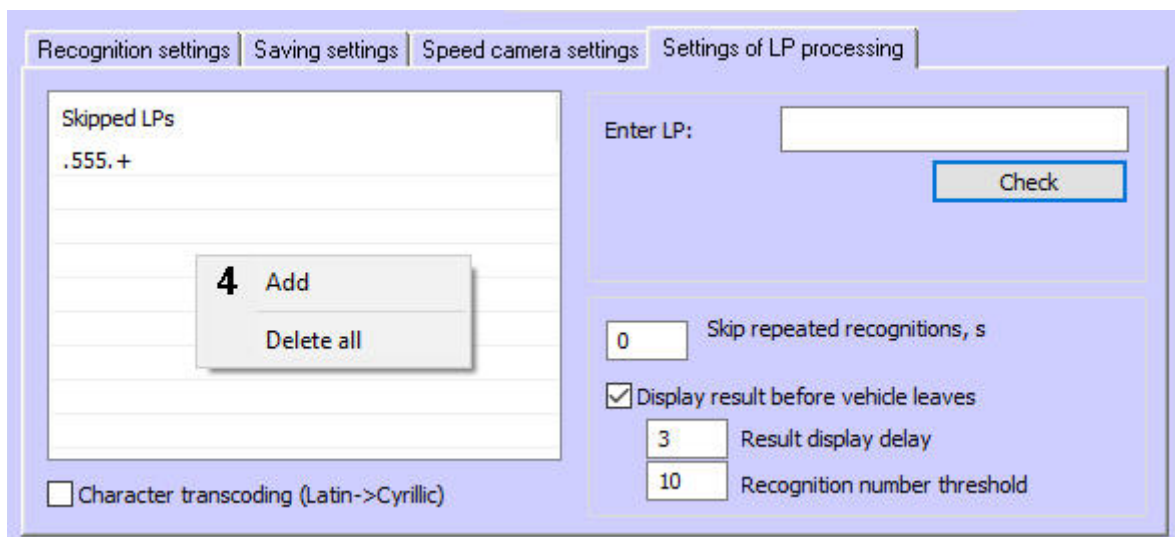 Recognition settings Saving settings Speed camera settings Settings of LP processing
Skipped LPs
.555.+
4 Add
Delete all
Character transcoding (Latin->Cyrillic)
Enter LP:
Check
0 Skip repeated recognitions, s
Display result before vehicle leaves
3 Result display delay
10 Recognition number threshold